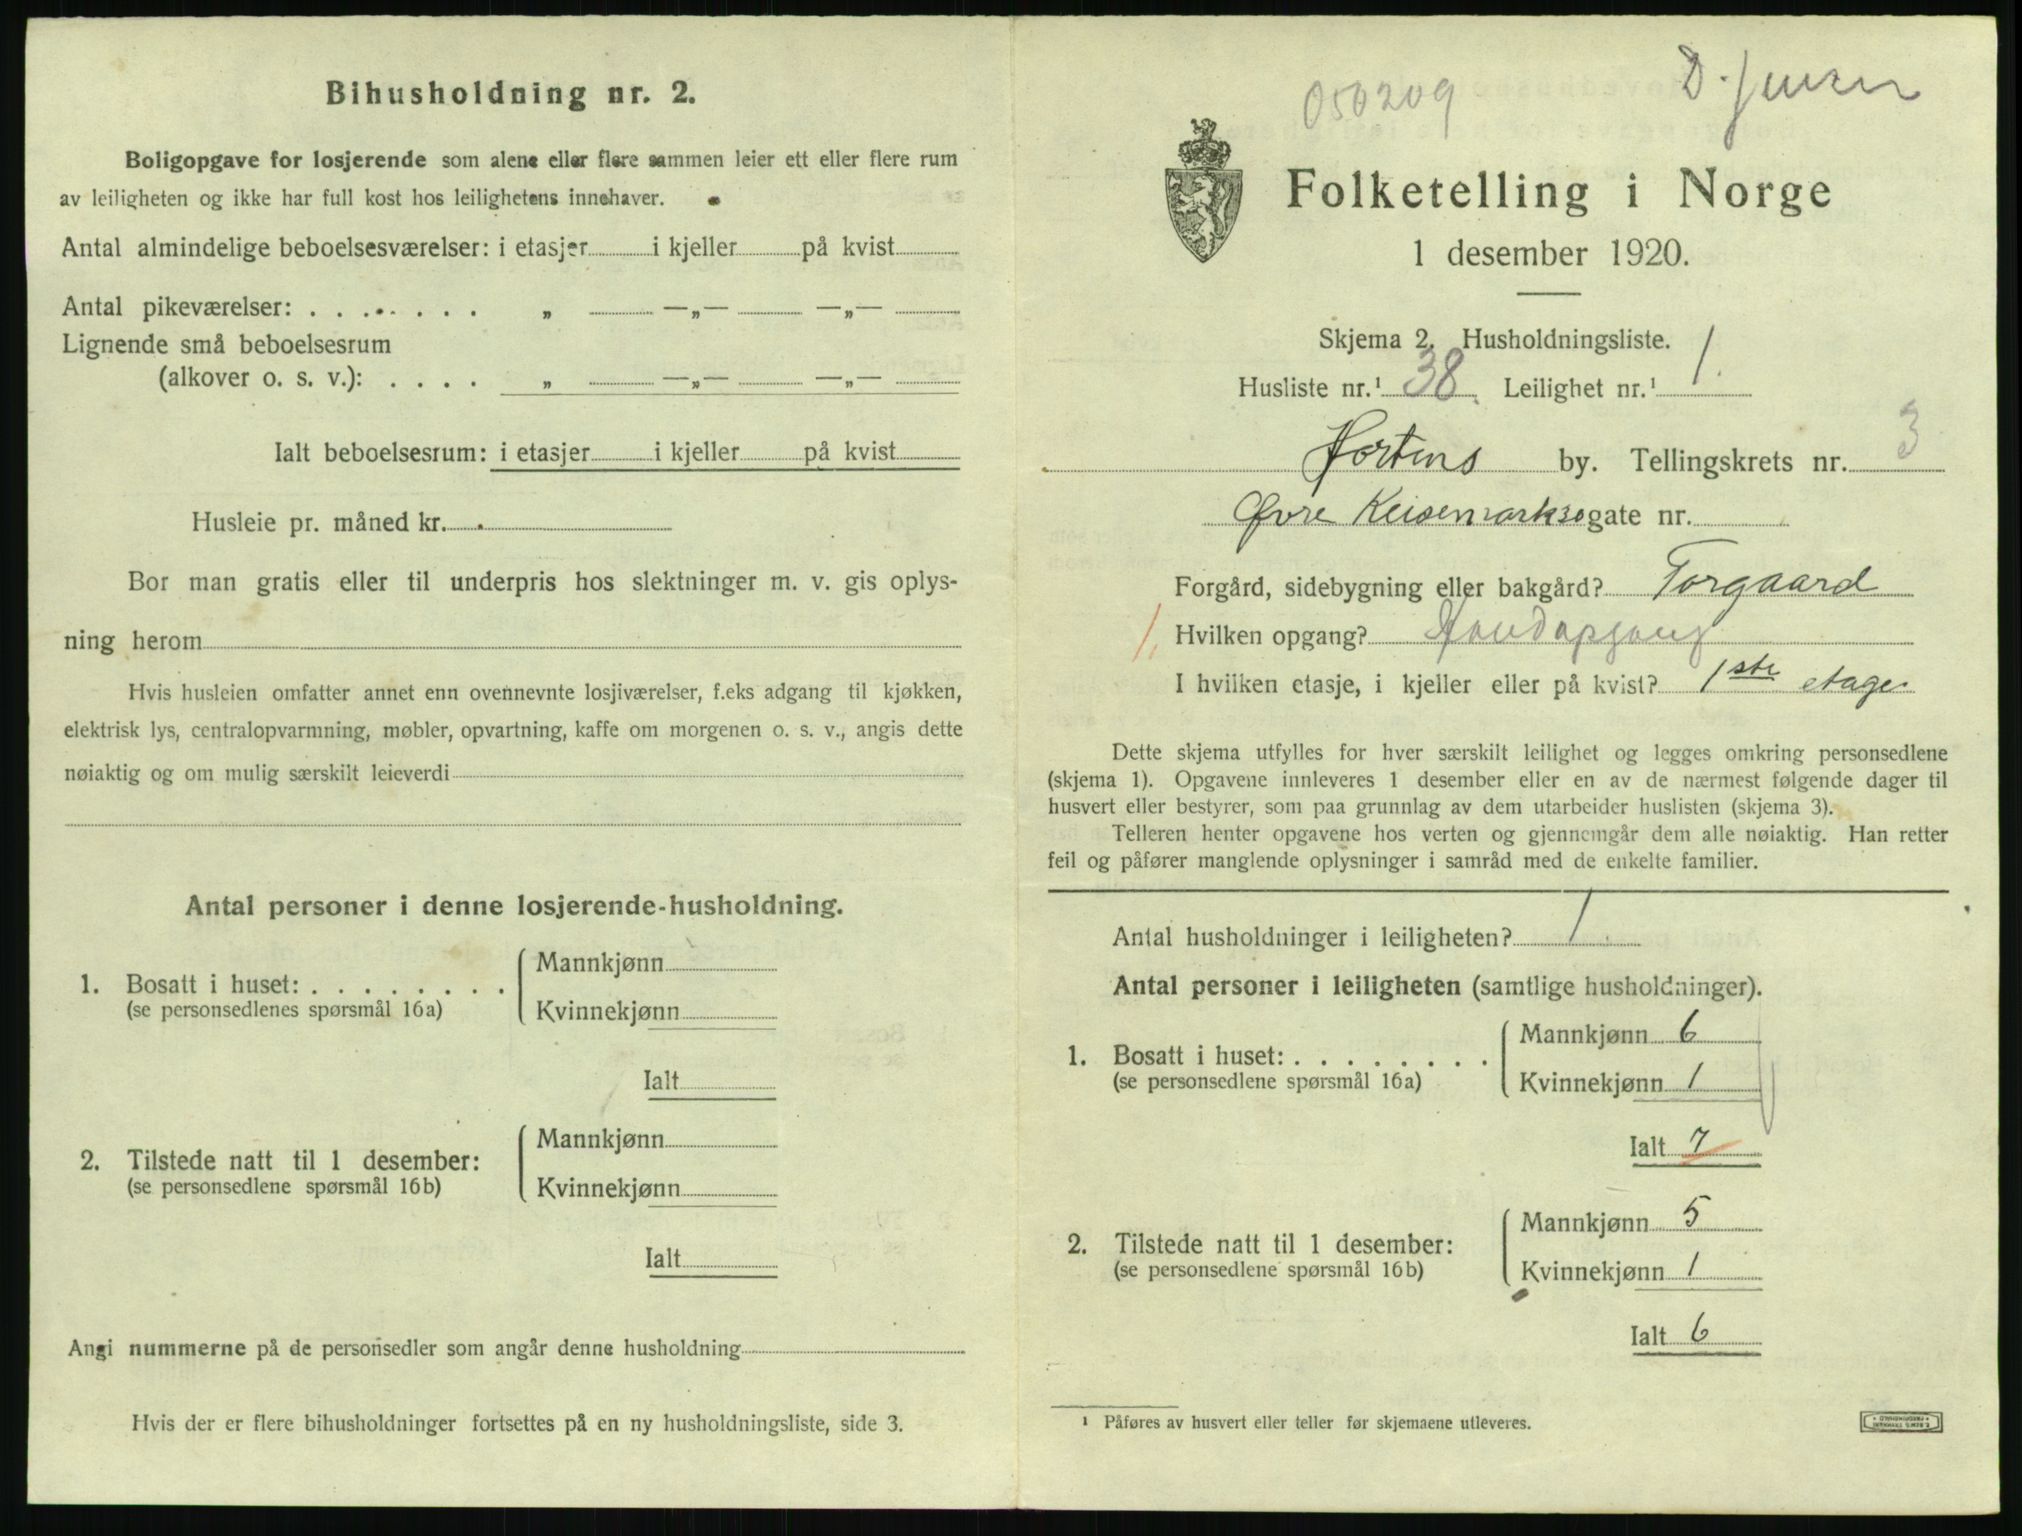 Bihusholdning nr. 2.
Boligopgave for losjerende som alene eller flere sammen leier ett eller flere rum
av leiligheten og ikke har full kost hos leilighetens innehaver.
Antal almindelige beboelsesværelser: i etasjer i kjeller på kvist
Antal pikeværelser: . . . . . . . „ —„— —„—
Lignende små beboelsesrum
(alkover o. s. v.): . . . . „ —„— —„—
Ialt beboelsesrum: i etasjer i kjeller på kvist
Husleie pr. måned kr.
Bor man gratis eller til underpris hos slektninger m. v. gis oplys-
ning herom
Hvis husleien omfatter annet enn ovennevnte losjiværelser, f.eks adgang til kjøkken,
elektrisk lys, centralopvarmning, møbler, opvartning, kaffe om morgenen o. s. v., angis dette
nøiaktig og om mulig særskilt leieverdi
Antal personer i denne losjerende-husholdning.
1. Bosatt i huset: . . . . . . . .
(se personsedlenes spørsmål 16a)
Mannkjønn
Kvinnekjønn
Ialt
2. Tilstede natt til 1 desember:
(se personsedlene spørsmål 16b)
Mannkjønn
Kvinnekjønn
Ialt
Angi nummerne på de personsedler som angår denne husholdning
Hvis der er flere bihusholdninger fortsettes på en ny husholdningsliste, side 3.
050209
D. Jensen
Folketelling i Norge
1 desember 1920.
Skjema 2. Husholdningsliste.
Husliste nr.¹ 38. Leilighet nr.¹ 1.
Hortens by. Tellingskrets nr. 3
Øvre Keisemarksgate nr.
Forgård, sidebygning eller bakgård? Forgaard
1. Hvilken opgang?
I hvilken etasje, i kjeller eller på kvist? 1ste etage
Dette skjema utfylles for hver særskilt leilighet og legges omkring personsedlene
(skjema 1). Opgavene innleveres 1 desember eller en av de nærmest følgende dager til
husvert eller bestyrer, som paa grunnlag av dem utarbeider huslisten (skjema 3).
Telleren henter opgavene hos verten og gjennemgår dem alle nøiaktig. Han retter
feil og påfører manglende oplysninger i samråd med de enkelte familier.
Antal husholdninger i leiligheten? 1
Antal personer i leiligheten (samtlige husholdninger).
1. Bosatt i huset: . . . . . . . .
(se personsedlene spørsmål 16a)
Mannkjønn 6
Kvinnekjønn 1
Ialt 7
2. Tilstede natt til 1 desember:
(se personsedlene spørsmål 16b)
Mannkjønn 5
Kvinnekjønn 1
Ialt 6
¹ Påføres av husvert eller teller før skjemaene utleveres.